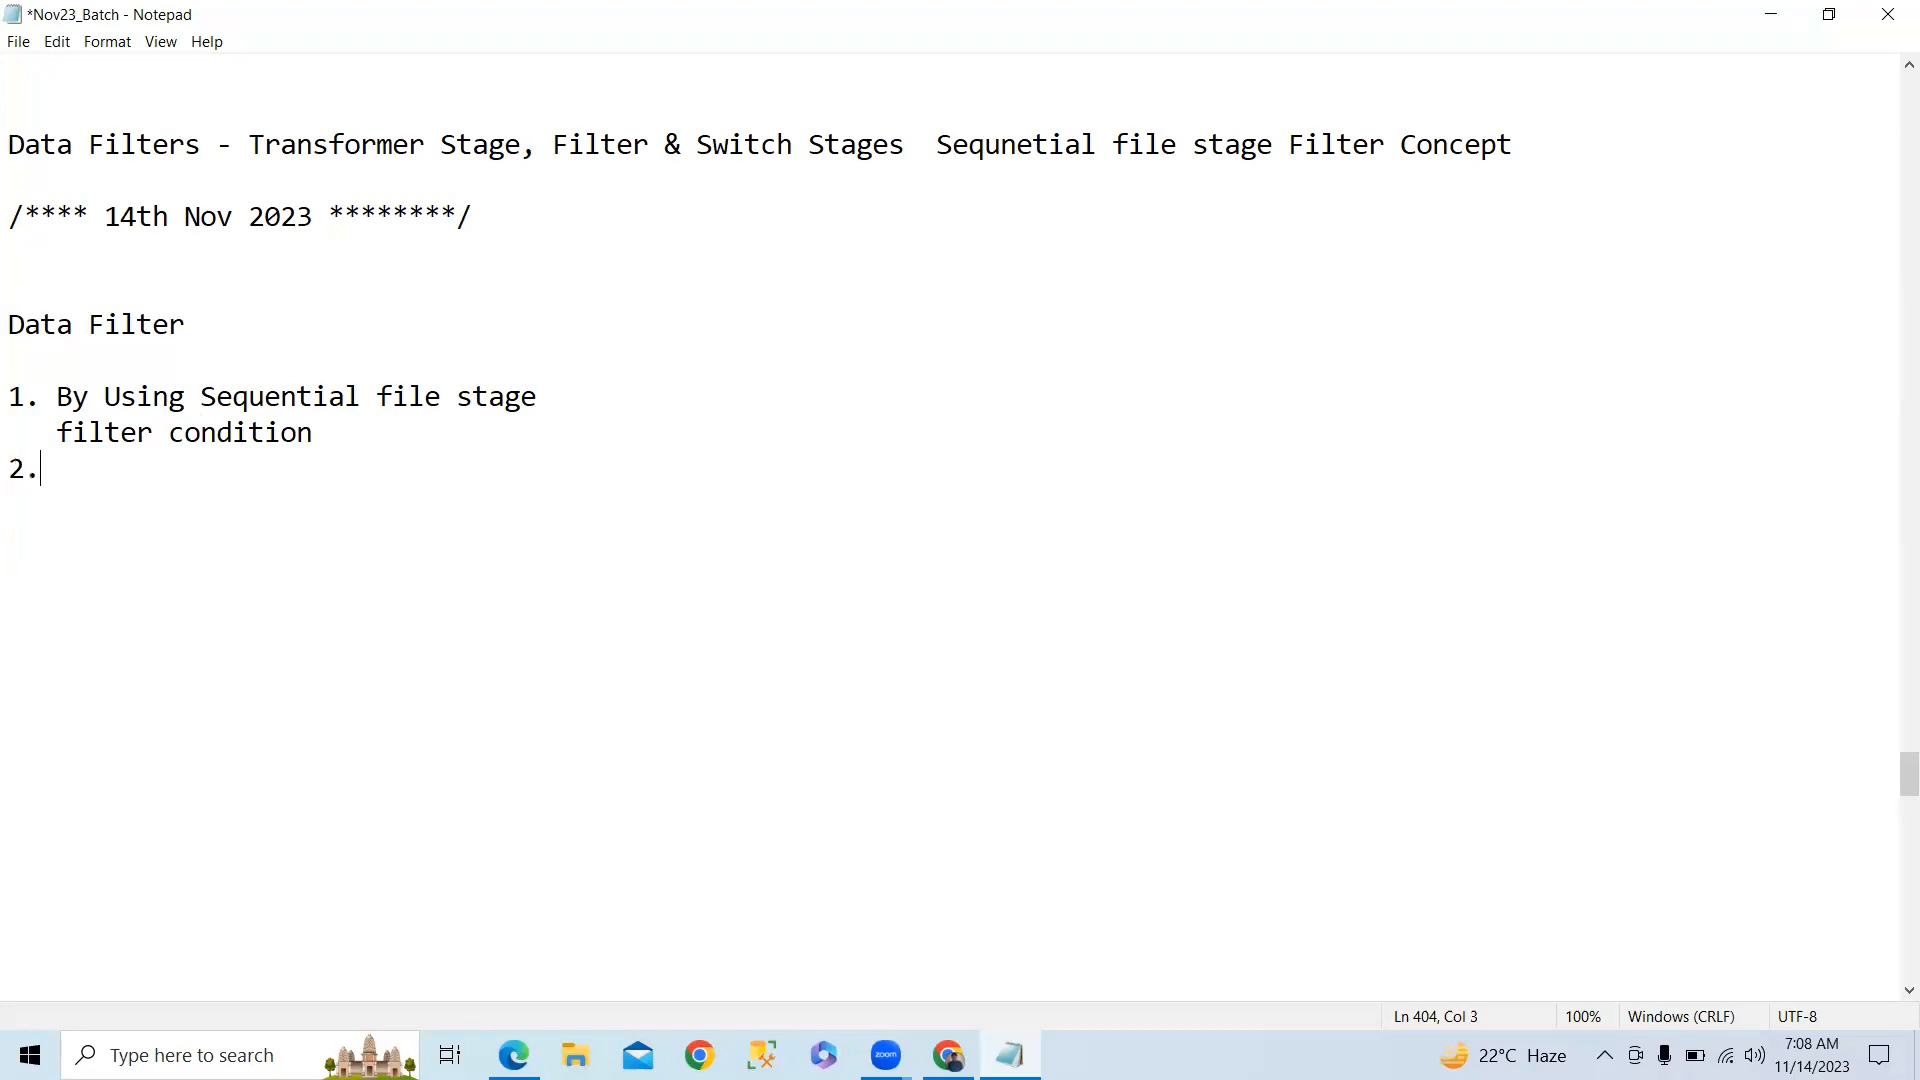 *Nov23_Batch - Notepad
File Edit Format View Help
Data Filters - Transformer Stage, Filter & Switch Stages  Sequnetial file stage Filter Concept
/**** 14th Nov 2023 ********/
Data Filter
1. By Using Sequential file stage
filter condition
2.
Ln 404, Col 3 100% Windows (CRLF) UTF-8
Type here to search
zoom
22°C Haze
7:08 AM
11/14/2023